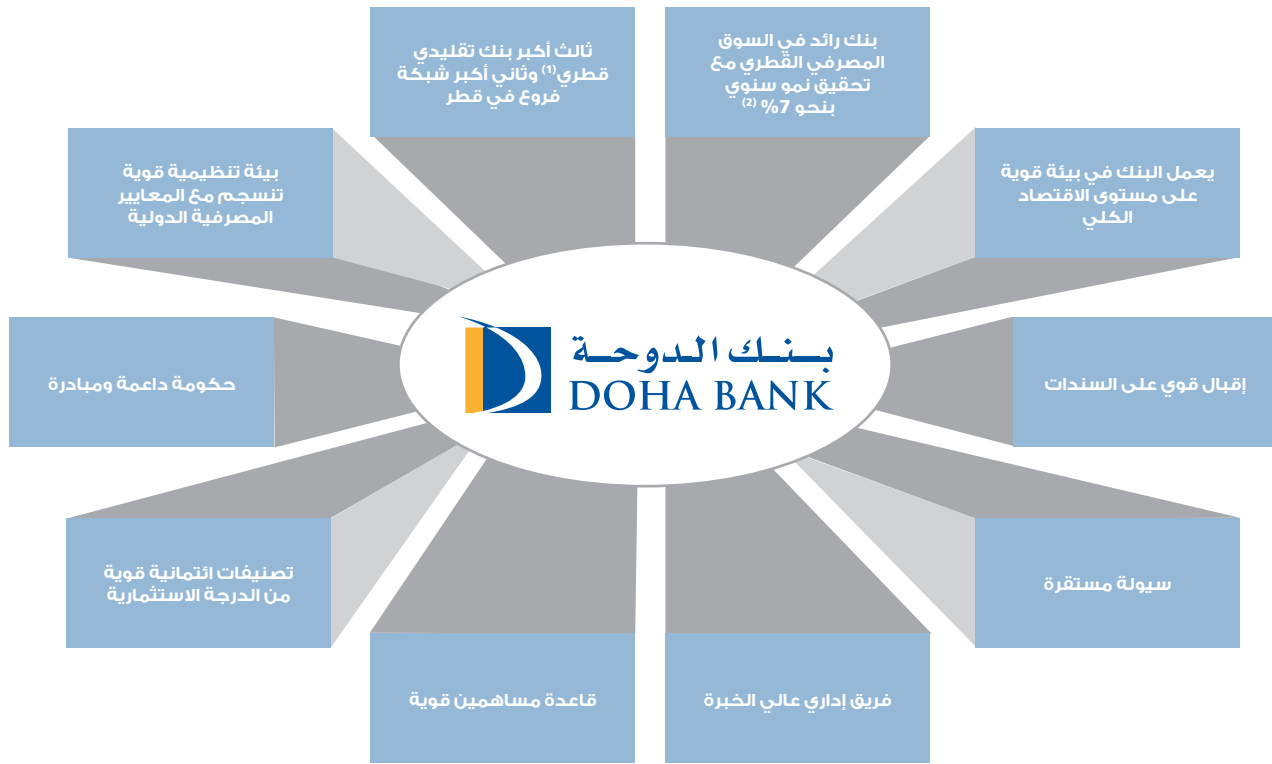 بنك رائد في السوق
المصرفي القطري مع
تحقيق نمو سنوي
بنحو 7% (2)
ثالث أكبر بنك تقليدي
قطري(1) وثاني أكبر شبكة
فروع في قطر
يعمل البنك في بيئة قوية
على مستوى الاقتصاد
الكلي
بيئة تنظيمية قوية
تنسجم مع المعايير
المصرفية الدولية
إقبال قوي على السندات
بنك الدوحة
DOHA BANK
حكومة داعمة ومبادرة
سيولة مستقرة
تصنيفات ائتمانية قوية
من الدرجة الاستثمارية
فريق إداري عالي الخبرة
قاعدة مساهمين قوية